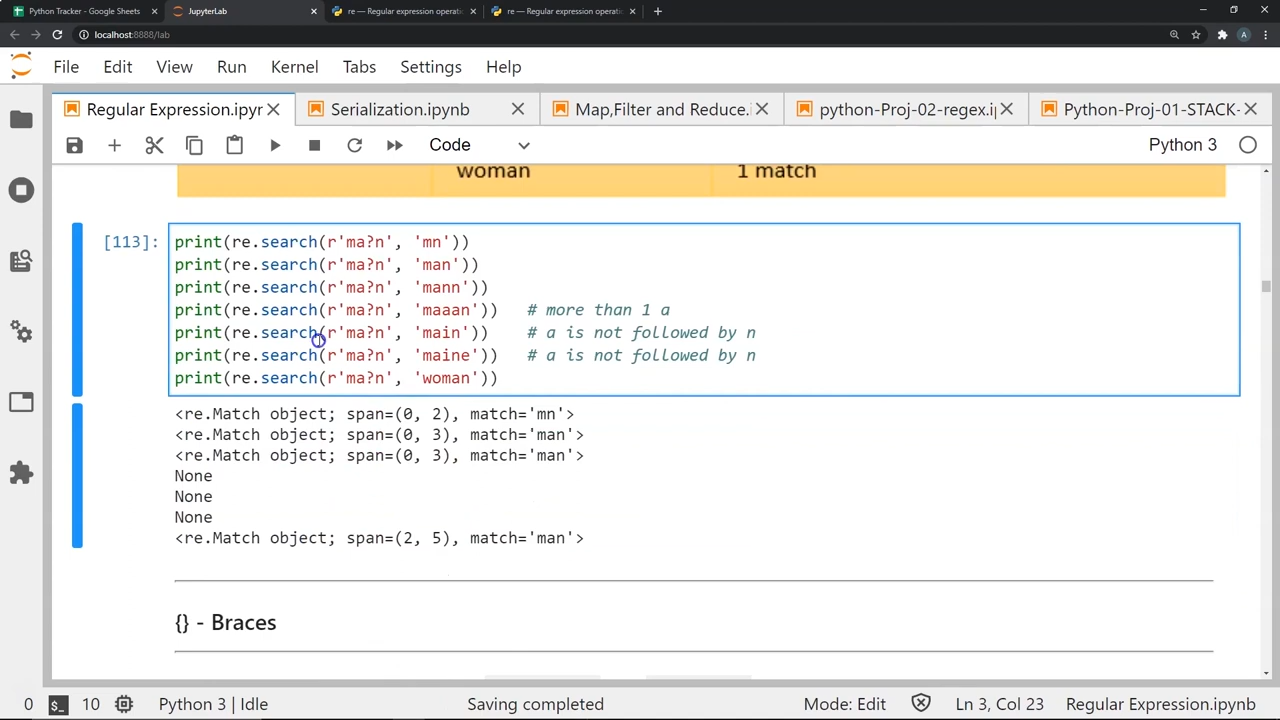 Python Tracker - Google Sheets
JupyterLab
re — Regular expression operatio
re — Regular expression operatio
localhost:8888/lab
A
File Edit View Run Kernel Tabs Settings Help
Regular Expression.ipyr
Serialization.ipynb
Map,Filter and Reduce.i
python-Proj-02-regex.ip
Python-Proj-01-STACK-
Code
Python 3
woman 1 match
[113]:
print(re.search(r'ma?n', 'mn'))
print(re.search(r'ma?n', 'man'))
print(re.search(r'ma?n', 'mann'))
print(re.search(r'ma?n', 'maaan')) # more than 1 a
print(re.search(r'ma?n', 'main')) # a is not followed by n
print(re.search(r'ma?n', 'maine')) # a is not followed by n
print(re.search(r'ma?n', 'woman'))
<re.Match object; span=(0, 2), match='mn'>
<re.Match object; span=(0, 3), match='man'>
<re.Match object; span=(0, 3), match='man'>
None
None
None
<re.Match object; span=(2, 5), match='man'>
{} - Braces
0 $_ 10 Python 3 | Idle Saving completed Mode: Edit Ln 3, Col 23 Regular Expression.ipynb